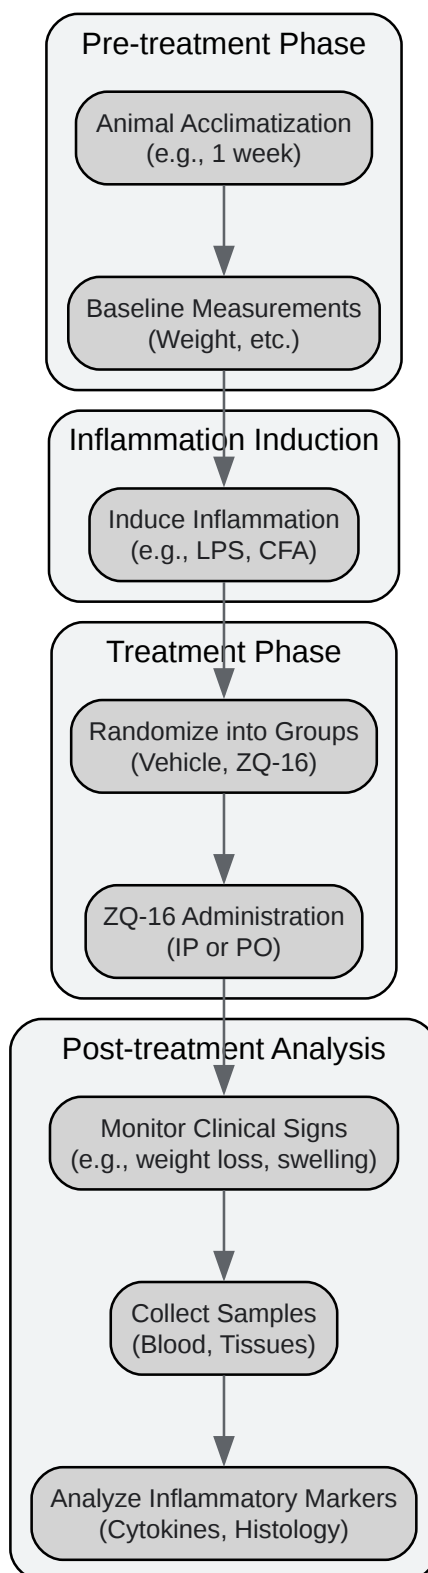 Pre-treatment Phase
Animal Acclimatization
(e.g., 1 week)
Baseline Measurements
(Weight, etc.)
Inflammation Induction
Induce Inflammation
(e.g., LPS, CFA)
Treatment Phase
Randomize into Groups
(Vehicle, ZQ-16)
ZQ-16 Administration
(IP or PO)
Post-treatment Analysis
Monitor Clinical Signs
(e.g., weight loss, swelling)
Collect Samples
(Blood, Tissues)
Analyze Inflammatory Markers
(Cytokines, Histology)